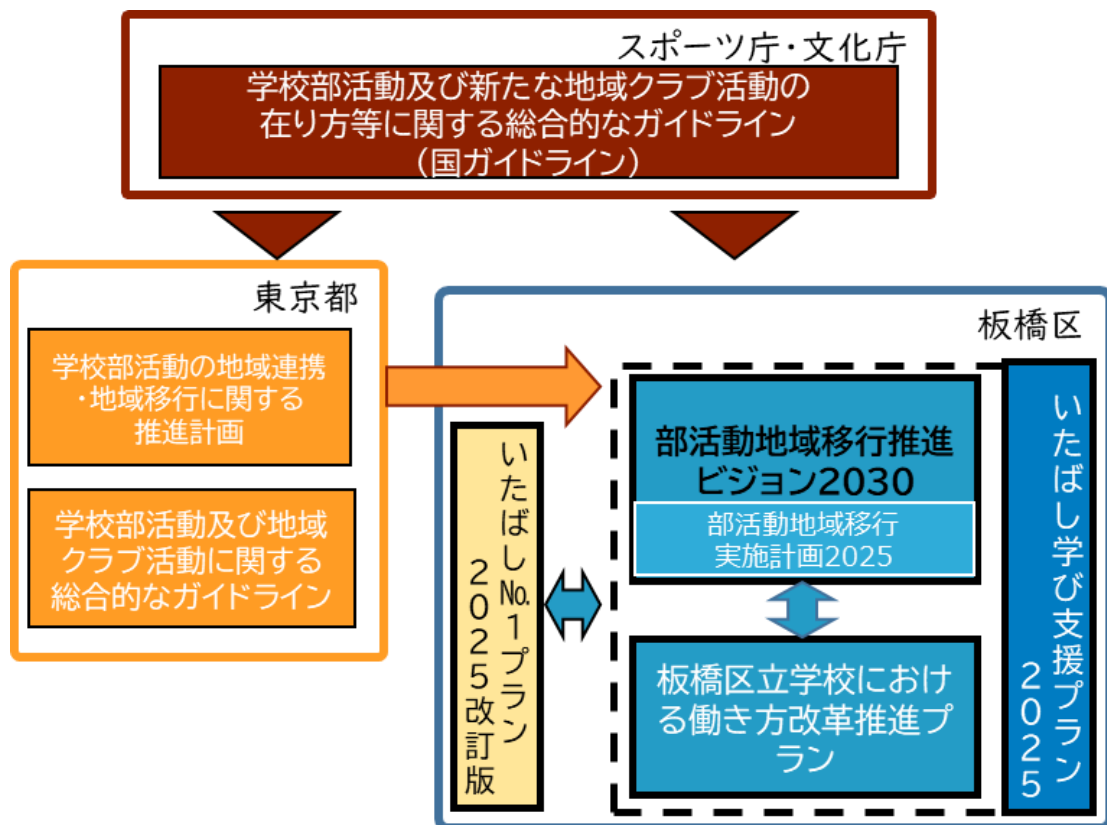 スポーツ庁・文化庁
学校部活動及び新たな地域クラブ活動の
在り方等に関する総合的なガイドライン
（国ガイドライン）
東京都
学校部活動の地域連携
・地域移行に関する
推進計画
学校部活動及び地域
クラブ活動に関する
総合的なガイドライン
板橋区
いたばし№1プラン
2025改訂版
部活動地域移行推進
ビジョン2030
部活動地域移行
実施計画2025
板橋区立学校におけ
る働き方改革推進プ
ラン
いたばし学び支援プラン
2025